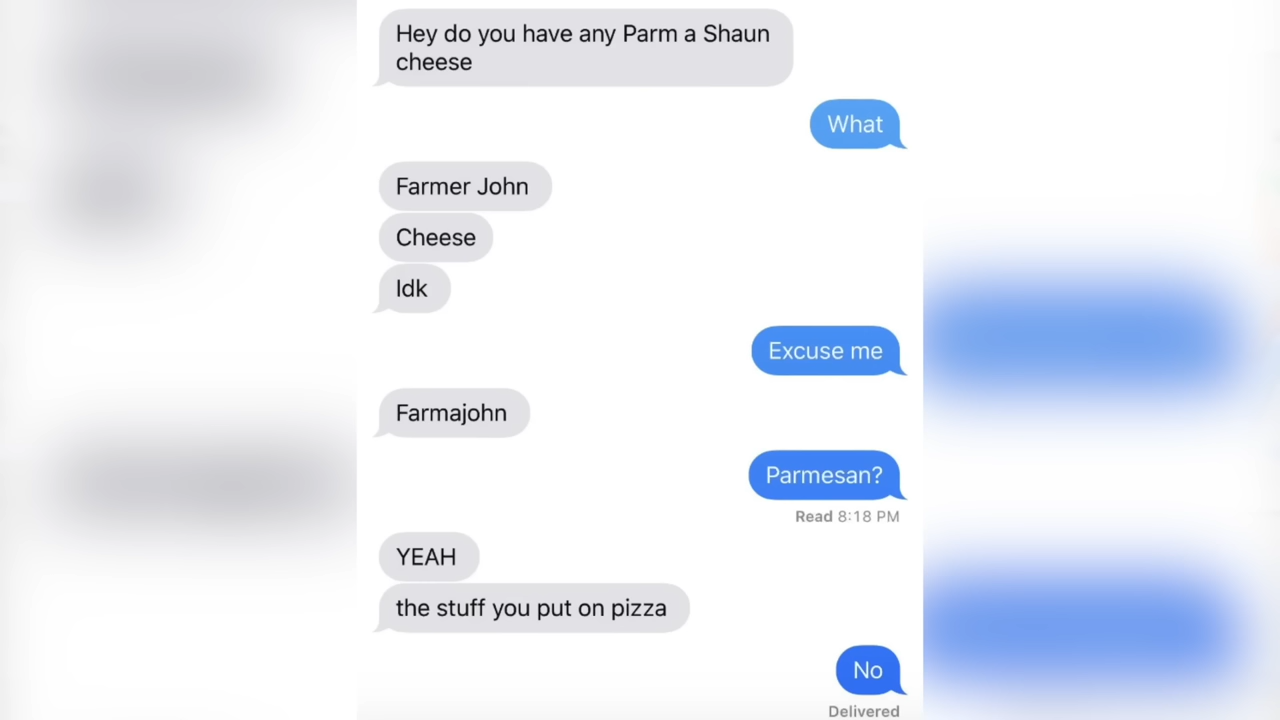 Hey do you have any Parm a Shaun
cheese
What
Farmer John
Cheese
Idk
Excuse me
Farmajohn
Parmesan?
Read 8:18 PM
YEAH
the stuff you put on pizza
No
Delivered